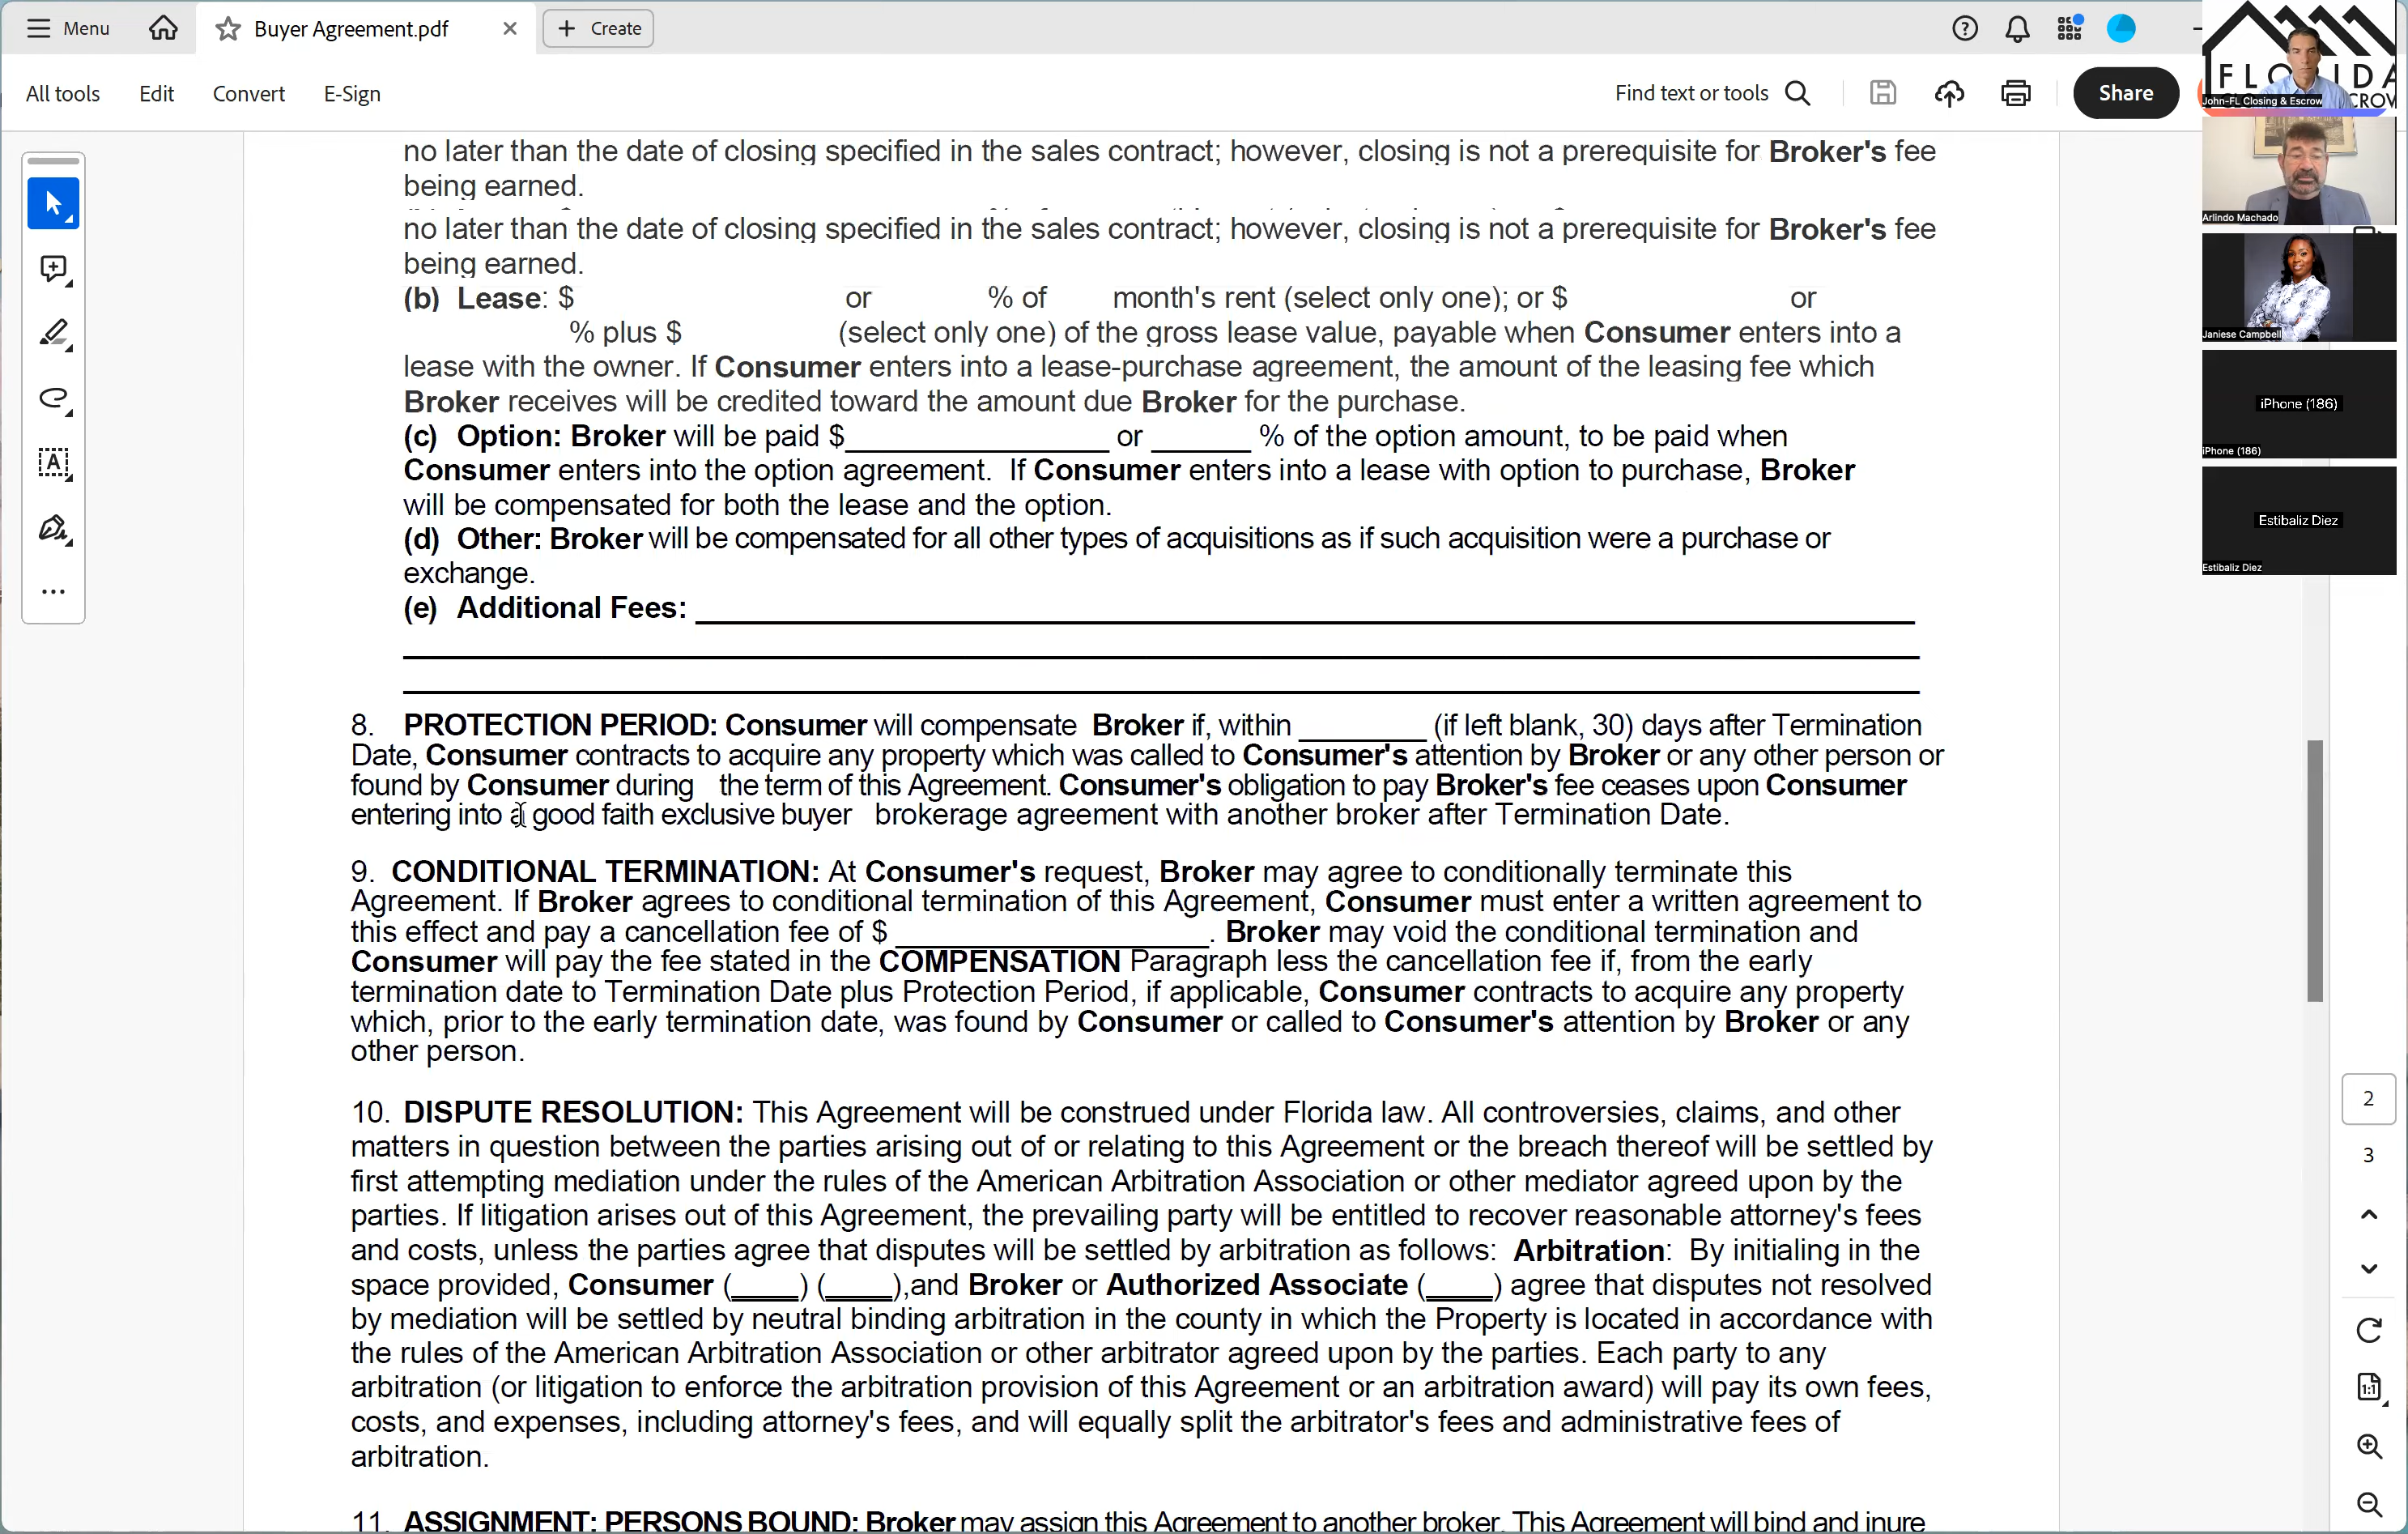 Menu
Buyer Agreement.pdf
Create
All tools
Edit
Convert
E-Sign
Find text or tools
Share
no later than the date of closing specified in the sales contract; however, closing is not a prerequisite for Broker's fee
being earned.
no later than the date of closing specified in the sales contract; however, closing is not a prerequisite for Broker's fee
being earned.
(b) Lease: $ or % of month's rent (select only one); or $ or
% plus $ (select only one) of the gross lease value, payable when Consumer enters into a
lease with the owner. If Consumer enters into a lease-purchase agreement, the amount of the leasing fee which
Broker receives will be credited toward the amount due Broker for the purchase.
(c) Option: Broker will be paid $________________ or ______ % of the option amount, to be paid when
Consumer enters into the option agreement. If Consumer enters into a lease with option to purchase, Broker
will be compensated for both the lease and the option.
(d) Other: Broker will be compensated for all other types of acquisitions as if such acquisition were a purchase or
exchange.
(e) Additional Fees: ________________
8. PROTECTION PERIOD: Consumer will compensate Broker if, within ________ (if left blank, 30) days after Termination
Date, Consumer contracts to acquire any property which was called to Consumer's attention by Broker or any other person or
found by Consumer during the term of this Agreement. Consumer's obligation to pay Broker's fee ceases upon Consumer
entering into a good faith exclusive buyer brokerage agreement with another broker after Termination Date.
9. CONDITIONAL TERMINATION: At Consumer's request, Broker may agree to conditionally terminate this
Agreement. If Broker agrees to conditional termination of this Agreement, Consumer must enter a written agreement to
this effect and pay a cancellation fee of $ ____________________. Broker may void the conditional termination and
Consumer will pay the fee stated in the COMPENSATION Paragraph less the cancellation fee if, from the early
termination date to Termination Date plus Protection Period, if applicable, Consumer contracts to acquire any property
which, prior to the early termination date, was found by Consumer or called to Consumer's attention by Broker or any
other person.
10. DISPUTE RESOLUTION: This Agreement will be construed under Florida law. All controversies, claims, and other
matters in question between the parties arising out of or relating to this Agreement or the breach thereof will be settled by
first attempting mediation under the rules of the American Arbitration Association or other mediator agreed upon by the
parties. If litigation arises out of this Agreement, the prevailing party will be entitled to recover reasonable attorney's fees
and costs, unless the parties agree that disputes will be settled by arbitration as follows: Arbitration: By initialing in the
space provided, Consumer (____) (____),and Broker or Authorized Associate (____) agree that disputes not resolved
by mediation will be settled by neutral binding arbitration in the county in which the Property is located in accordance with
the rules of the American Arbitration Association or other arbitrator agreed upon by the parties. Each party to any
arbitration (or litigation to enforce the arbitration provision of this Agreement or an arbitration award) will pay its own fees,
costs, and expenses, including attorney's fees, and will equally split the arbitrator's fees and administrative fees of
arbitration.
11. ASSIGNMENT; PERSONS BOUND: Broker may assign this Agreement to another broker. This Agreement will bind and inure
John-FL Closing & Escrow
Arlindo Machado
Janiese Campbell
iPhone (186)
iPhone (186)
Estibaliz Diez
Estibaliz Diez
2
3
1:1